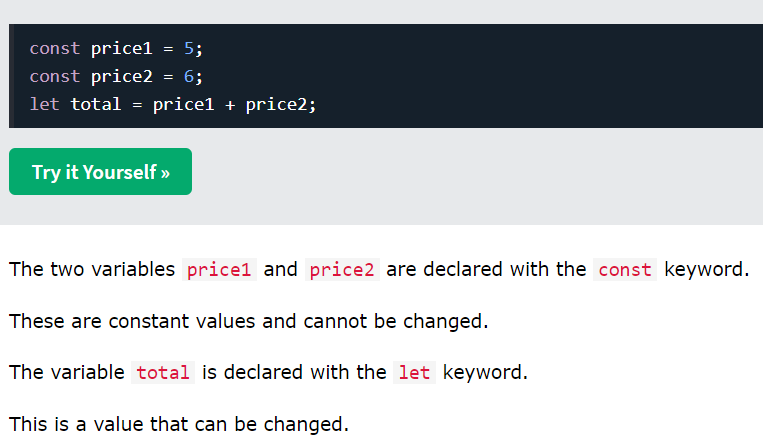 const price1 = 5;
const price2 = 6;
let total = price1 + price2;
Try it Yourself »
The two variables price1 and price2 are declared with the const keyword.
These are constant values and cannot be changed.
The variable total is declared with the let keyword.
This is a value that can be changed.